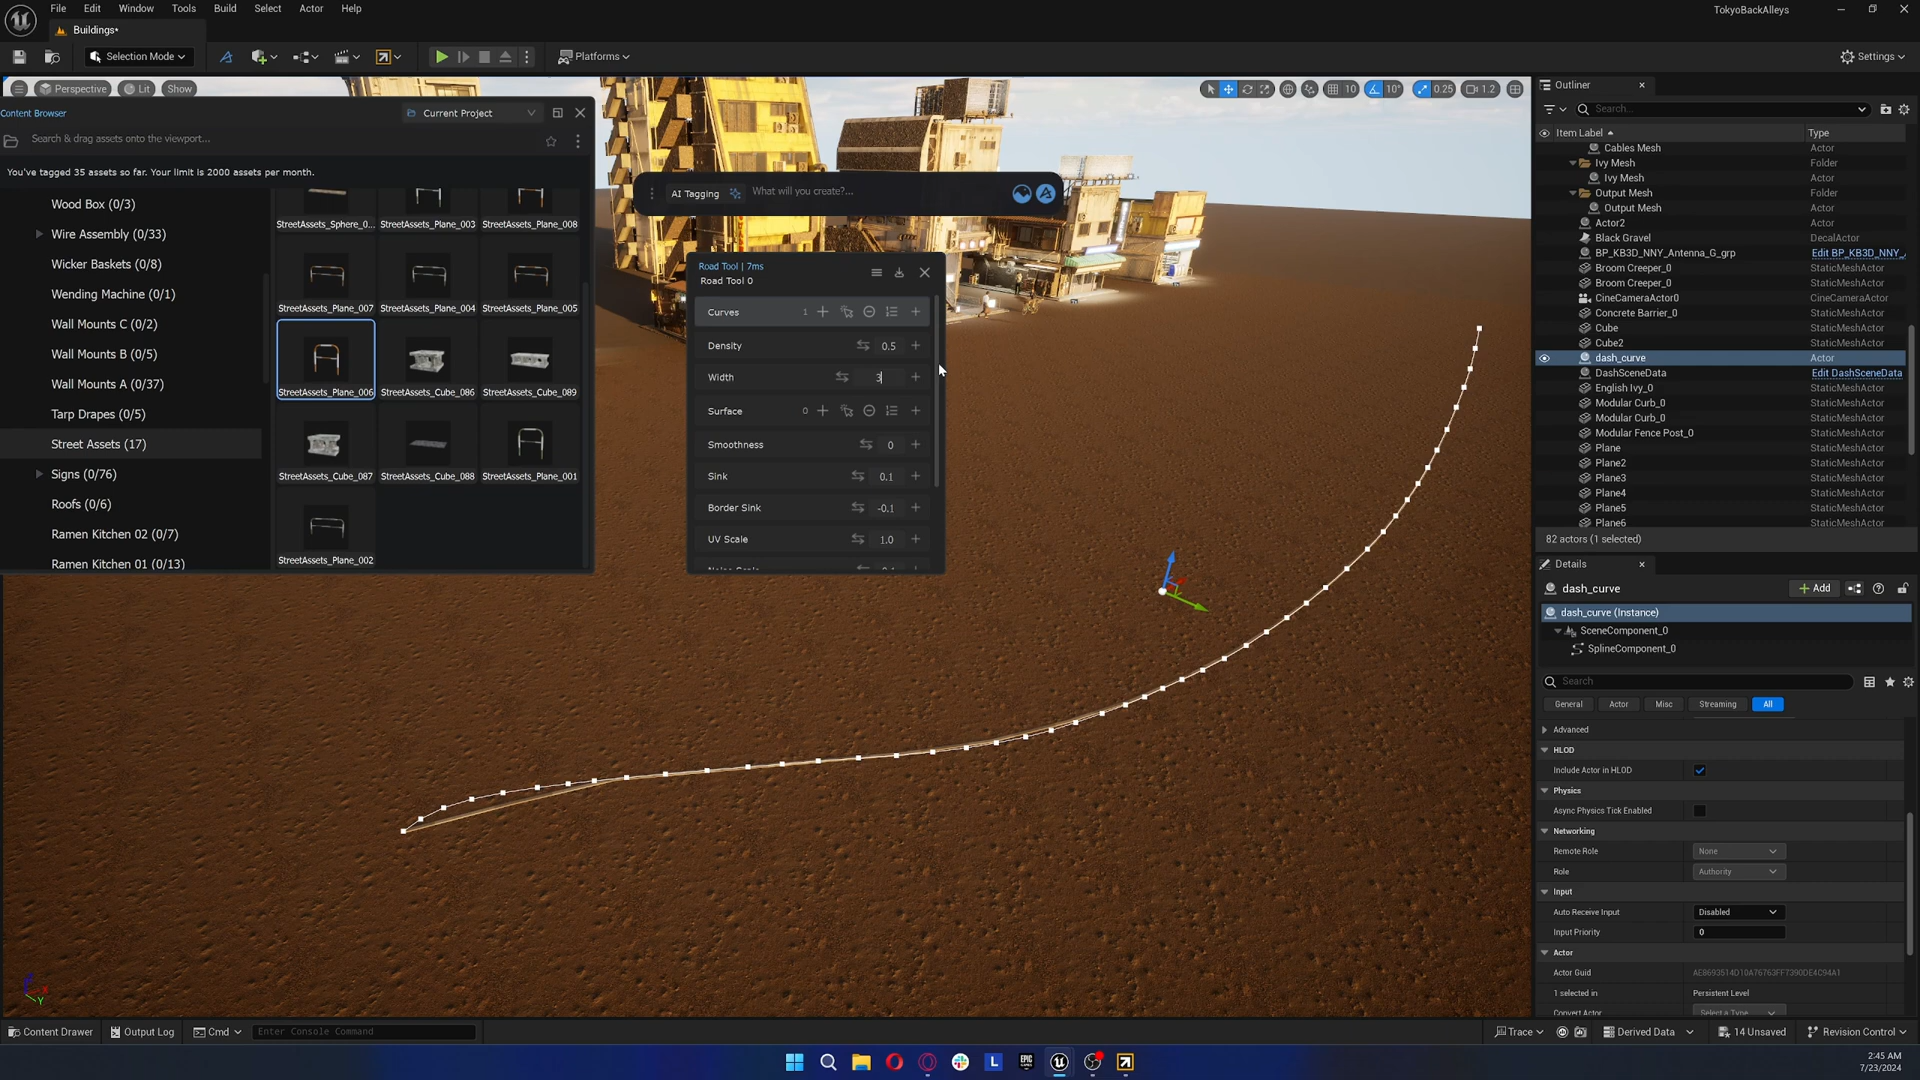 File Edit Window Tools Build Select Actor Help
TokyoBackAlleys
Buildings*
Selection Mode
Platforms
Settings
Perspective Lit Show
10 10° 0.25 1.2
Content Browser
Current Project
Search & drag assets onto the viewport...
You've tagged 35 assets so far. Your limit is 2000 assets per month.
Wood Box (0/3)
Wire Assembly (0/33)
Wicker Baskets (0/8)
Wending Machine (0/1)
Wall Mounts C (0/2)
Wall Mounts B (0/5)
Wall Mounts A (0/37)
Tarp Drapes (0/5)
Street Assets (17)
Signs (0/76)
Roofs (0/6)
Ramen Kitchen 02 (0/7)
Ramen Kitchen 01 (0/13)
StreetAssets_Sphere_0... StreetAssets_Plane_003 StreetAssets_Plane_008
StreetAssets_Plane_007 StreetAssets_Plane_004 StreetAssets_Plane_005
StreetAssets_Plane_006 StreetAssets_Cube_086 StreetAssets_Cube_089
StreetAssets_Cube_087 StreetAssets_Cube_088 StreetAssets_Plane_001
StreetAssets_Plane_002
AI Tagging What will you create?...
Road Tool | 7ms
Road Tool 0
Curves 1
Density 0.5
Width 3
Surface 0
Smoothness 0
Sink 0.1
Border Sink -0.1
UV Scale 1.0
Outliner
Search...
Item Label Type
Cables Mesh Actor
Ivy Mesh Folder
Ivy Mesh Actor
Output Mesh Folder
Output Mesh Actor
Actor2 Actor
Black Gravel DecalActor
BP_KB3D_NNY_Antenna_G_grp Edit BP_KB3D_NNY_
Broom Creeper_0 StaticMeshActor
Broom Creeper_0 StaticMeshActor
CineCameraActor0 CineCameraActor
Concrete Barrier_0 StaticMeshActor
Cube StaticMeshActor
Cube2 StaticMeshActor
dash_curve Actor
DashSceneData Edit DashSceneData
English Ivy_0 StaticMeshActor
Modular Curb_0 StaticMeshActor
Modular Curb_0 StaticMeshActor
Modular Fence Post_0 StaticMeshActor
Plane StaticMeshActor
Plane2 StaticMeshActor
Plane3 StaticMeshActor
Plane4 StaticMeshActor
Plane5 StaticMeshActor
Plane6 StaticMeshActor
82 actors (1 selected)
Details
dash_curve
Add
dash_curve (Instance)
SceneComponent_0
SplineComponent_0
Search
General Actor Misc Streaming All
Advanced
HLOD
Include Actor in HLOD
Physics
Async Physics Tick Enabled
Networking
Remote Role None
Role Authority
Input
Auto Receive Input Disabled
Input Priority 0
Actor
Actor Guid AE8693514D10A76763FF7390DE4C94A1
1 selected in Persistent Level
Convert Actor Select a Type
X Y
Content Drawer Output Log Cmd Enter Console Command
Trace Derived Data 14 Unsaved Revision Control
L EPIC GAMES
2:45 AM
7/23/2024